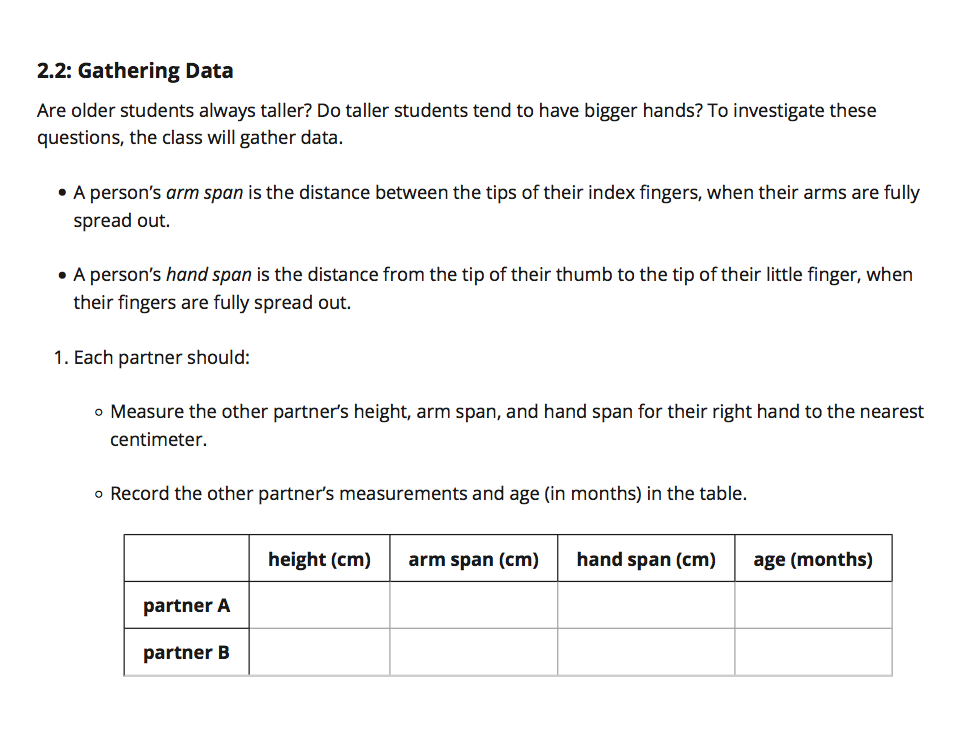 2.2: Gathering Data
Are older students always taller? Do taller students tend to have bigger hands? To investigate these
questions, the class will gather data.
• A person's arm span is the distance between the tips of their index fingers, when their arms are fully
spread out.
• A person's hand span is the distance from the tip of their thumb to the tip of their little finger, when
their fingers are fully spread out.
1. Each partner should:
◦ Measure the other partner's height, arm span, and hand span for their right hand to the nearest
centimeter.
◦ Record the other partner's measurements and age (in months) in the table.
height (cm) arm span (cm) hand span (cm) age (months)
partner A
partner B